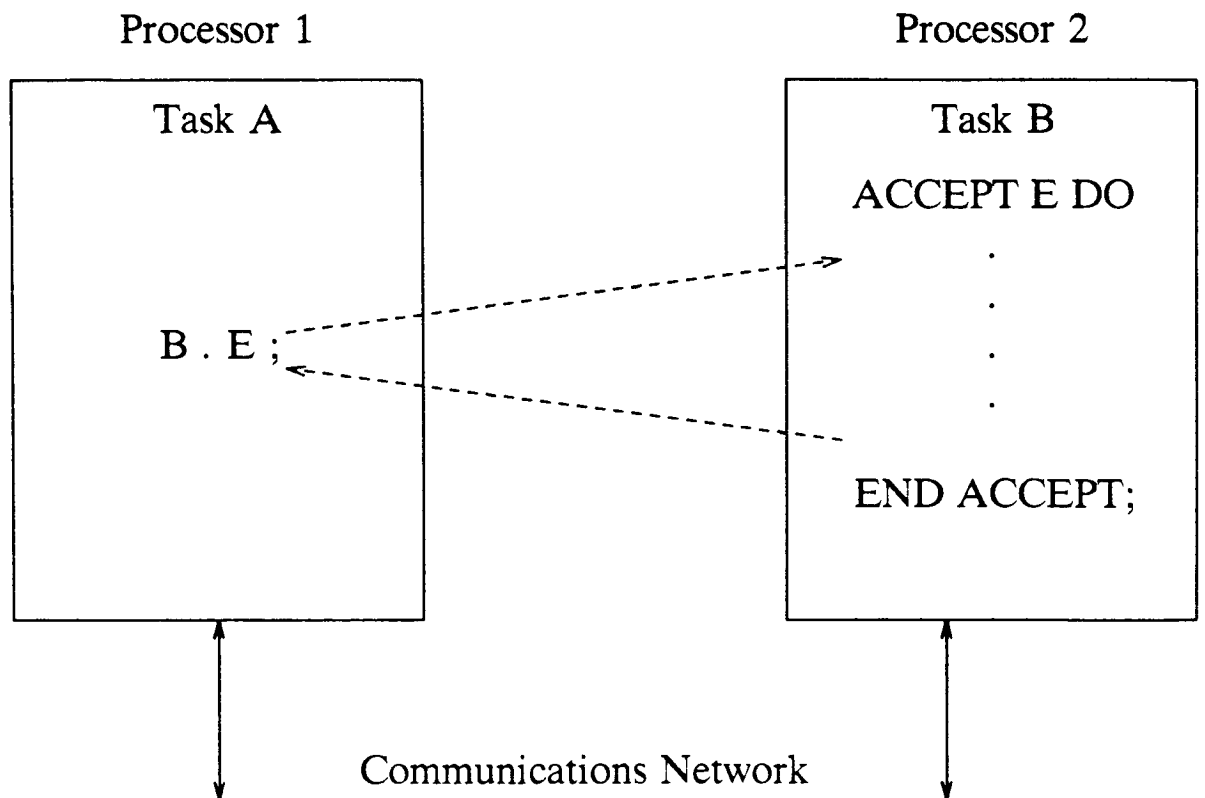 Processor 1
Processor 2
Task A
Task B
ACCEPT E DO
.
.
B . E ;
.
.
END ACCEPT;
Communications Network